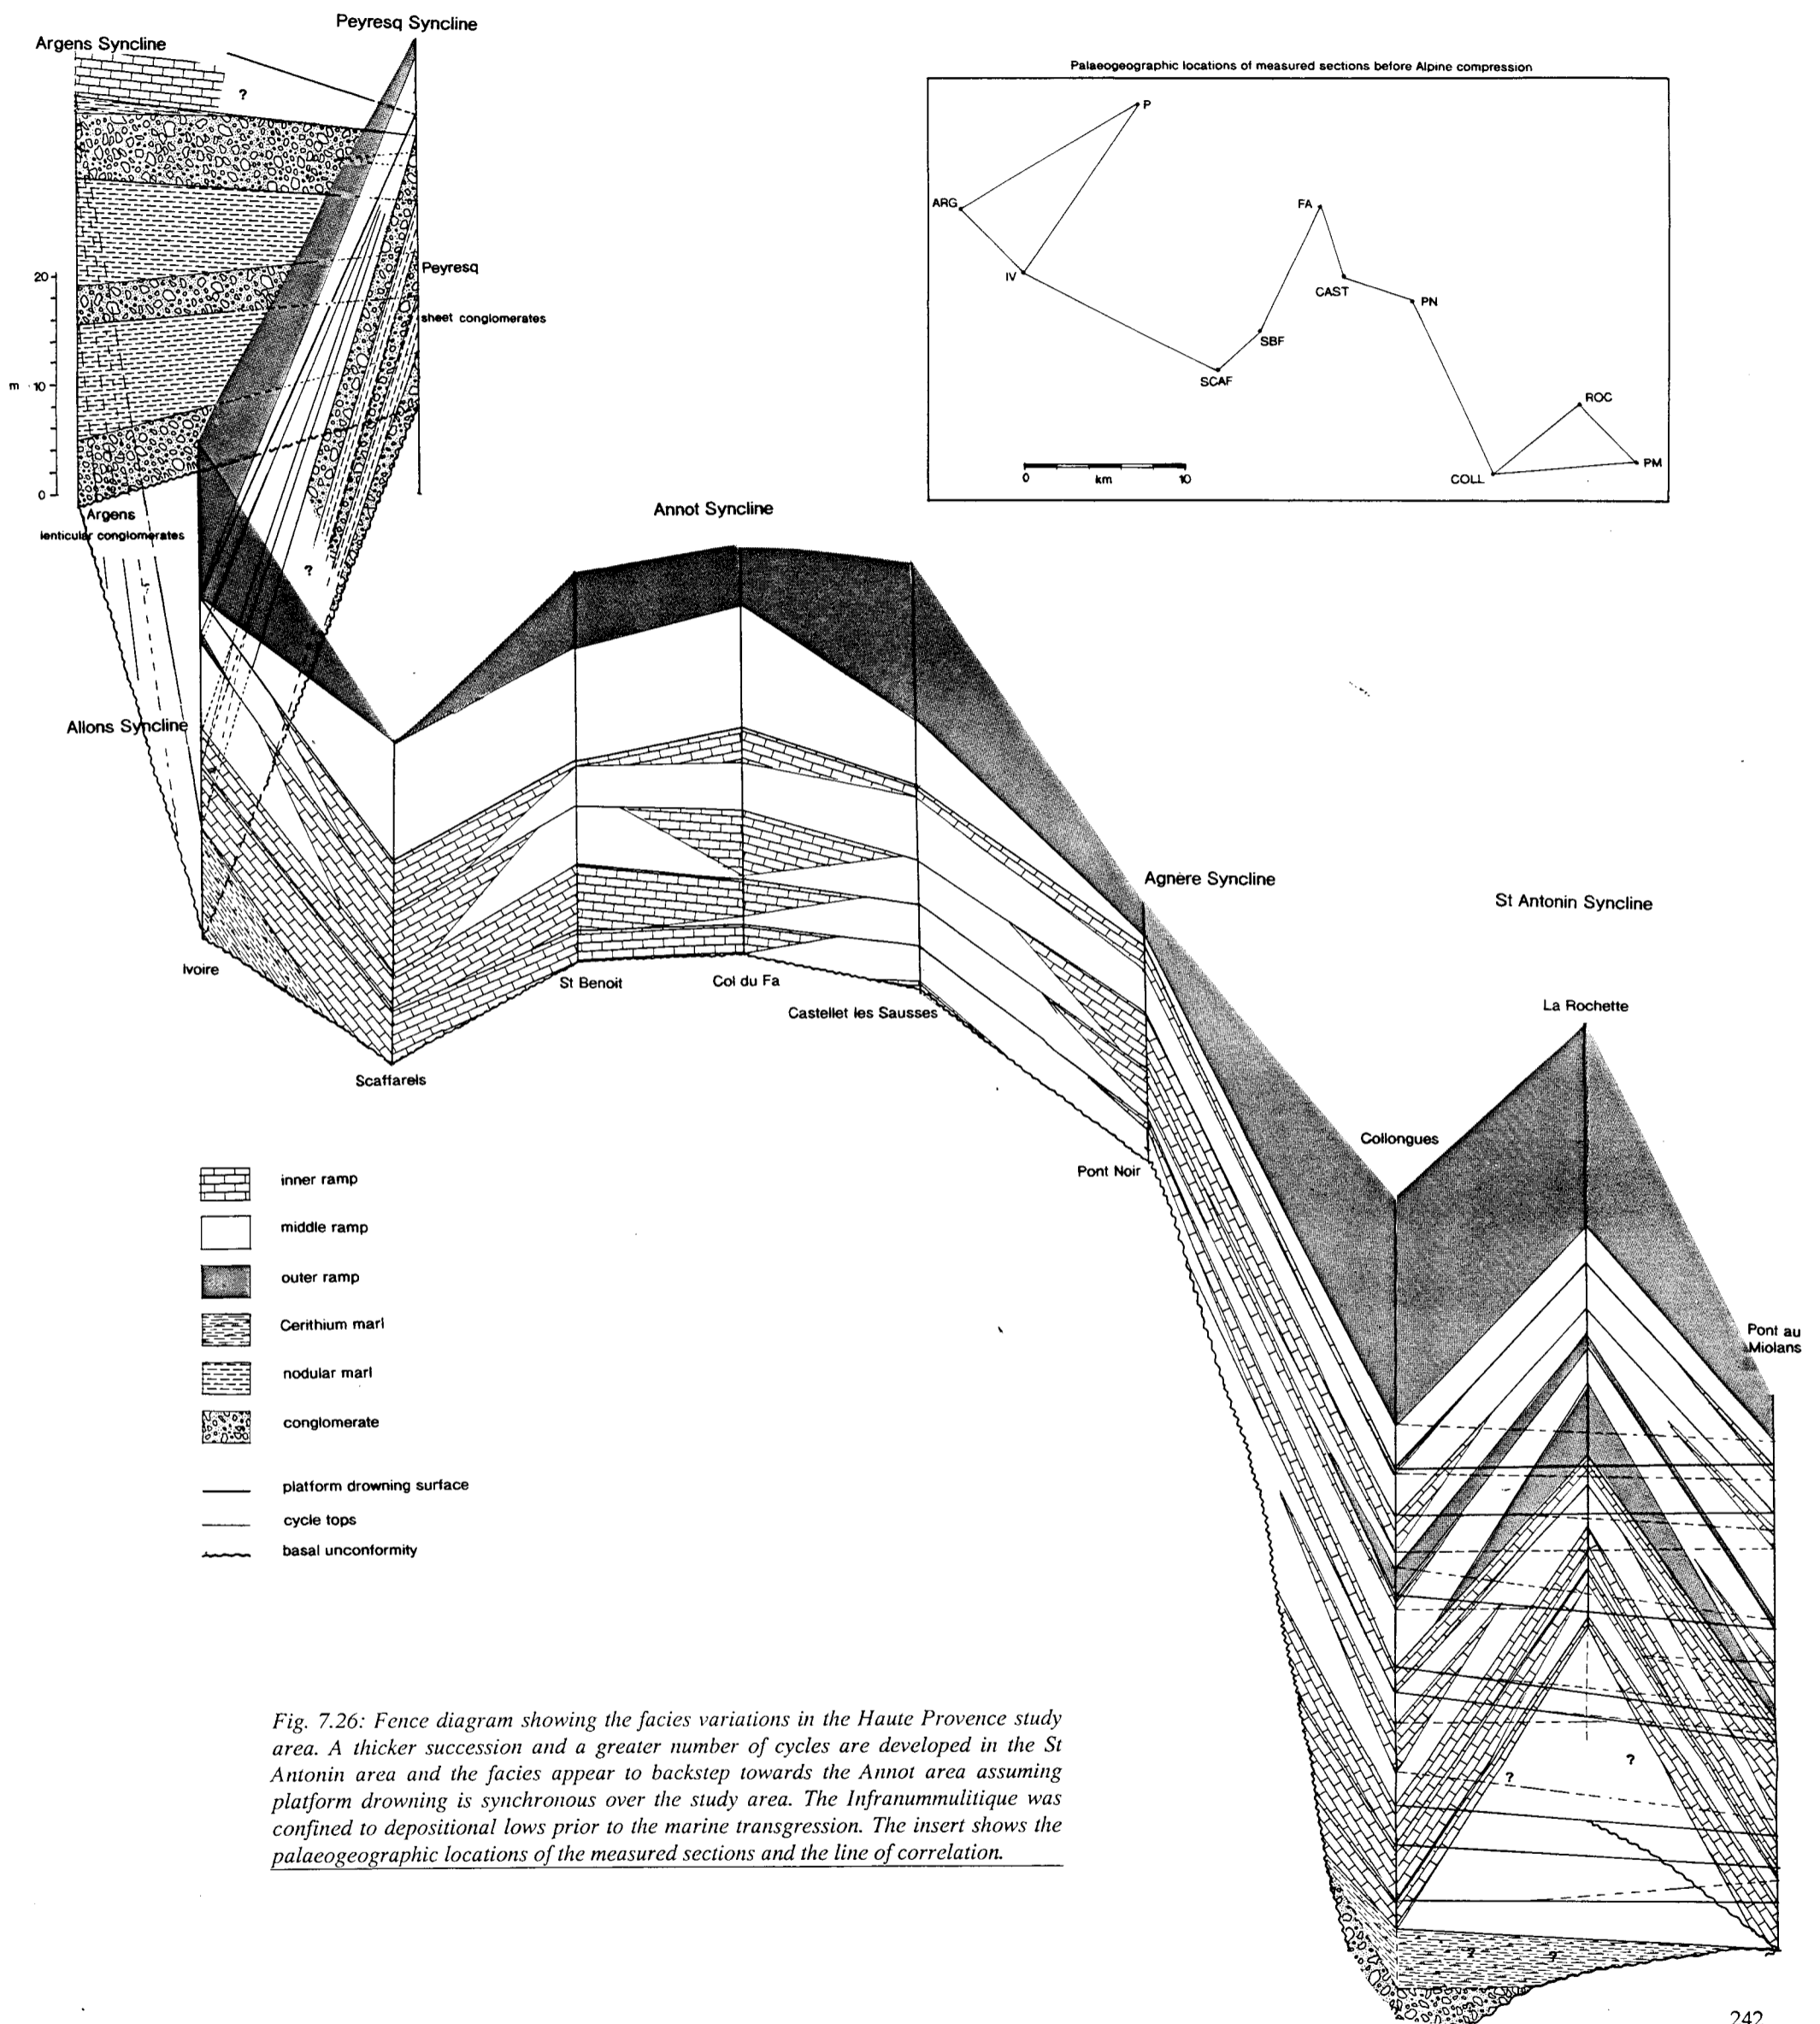 Peyresq Syncline
Argens Syncline
?
Palaeogeographic locations of measured sections before Alpine compression
P
ARG
IV
FA
CAST
PN
SBF
SCAF
ROC
COLL
PM
0 km 10
20
m 10
0
Peyresq
sheet conglomerates
Argens
lenticular conglomerates
?
Annot Syncline
Allons Syncline
Ivoire
St Benoit
Col du Fa
Castellet les Sausses
Scaffarels
Agnère Syncline
St Antonin Syncline
La Rochette
Collongues
Pont Noir
Pont au
Miolans
inner ramp
middle ramp
outer ramp
Cerithium marl
nodular marl
conglomerate
platform drowning surface
cycle tops
basal unconformity
?
?
?
?
Fig. 7.26: Fence diagram showing the facies variations in the Haute Provence study
area. A thicker succession and a greater number of cycles are developed in the St
Antonin area and the facies appear to backstep towards the Annot area assuming
platform drowning is synchronous over the study area. The Infranummulitique was
confined to depositional lows prior to the marine transgression. The insert shows the
palaeogeographic locations of the measured sections and the line of correlation.
242